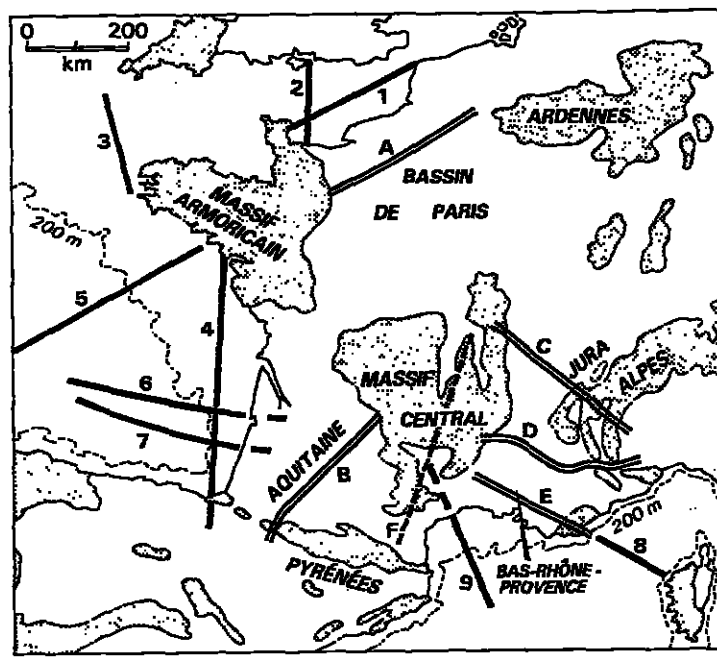 0 200
km
2
1
3
A
ARDENNES
BASSIN
DE PARIS
MASSIF
ARMORICAIN
200 m
5
4
C
JURA
ALPES
MASSIF
CENTRAL
6
7
D
AQUITAINE
B
E
F
200 m
8
PYRÉNÉES
9
BAS-RHÔNE-
PROVENCE